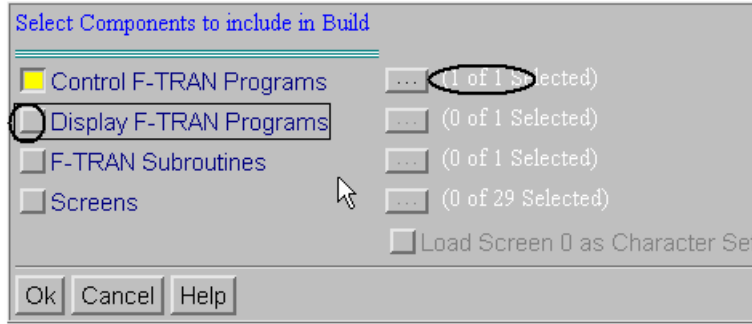 Select Components to include in Build
Control F-TRAN Programs ... (1 of 1 Selected)
Display F-TRAN Programs ... (0 of 1 Selected)
F-TRAN Subroutines ... (0 of 1 Selected)
Screens ... (0 of 29 Selected)
Load Screen 0 as Character Se
Ok Cancel Help